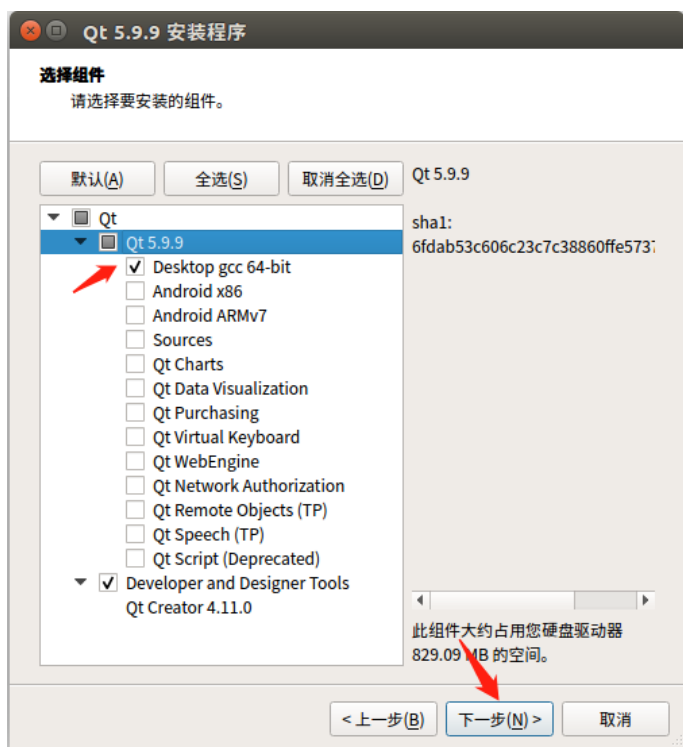 Qt 5.9.9 安装程序
选择组件
请选择要安装的组件。
默认(A)
全选(S)
取消全选(D)
Qt
Qt 5.9.9
Desktop gcc 64-bit
Android x86
Android ARMv7
Sources
Qt Charts
Qt Data Visualization
Qt Purchasing
Qt Virtual Keyboard
Qt WebEngine
Qt Network Authorization
Qt Remote Objects (TP)
Qt Speech (TP)
Qt Script (Deprecated)
Developer and Designer Tools
Qt Creator 4.11.0
Qt 5.9.9
sha1:
6fdab53c606c23c7c38860ffe5737
此组件大约占用您硬盘驱动器
829.09 MB 的空间。
< 上一步(B)
下一步(N) >
取消